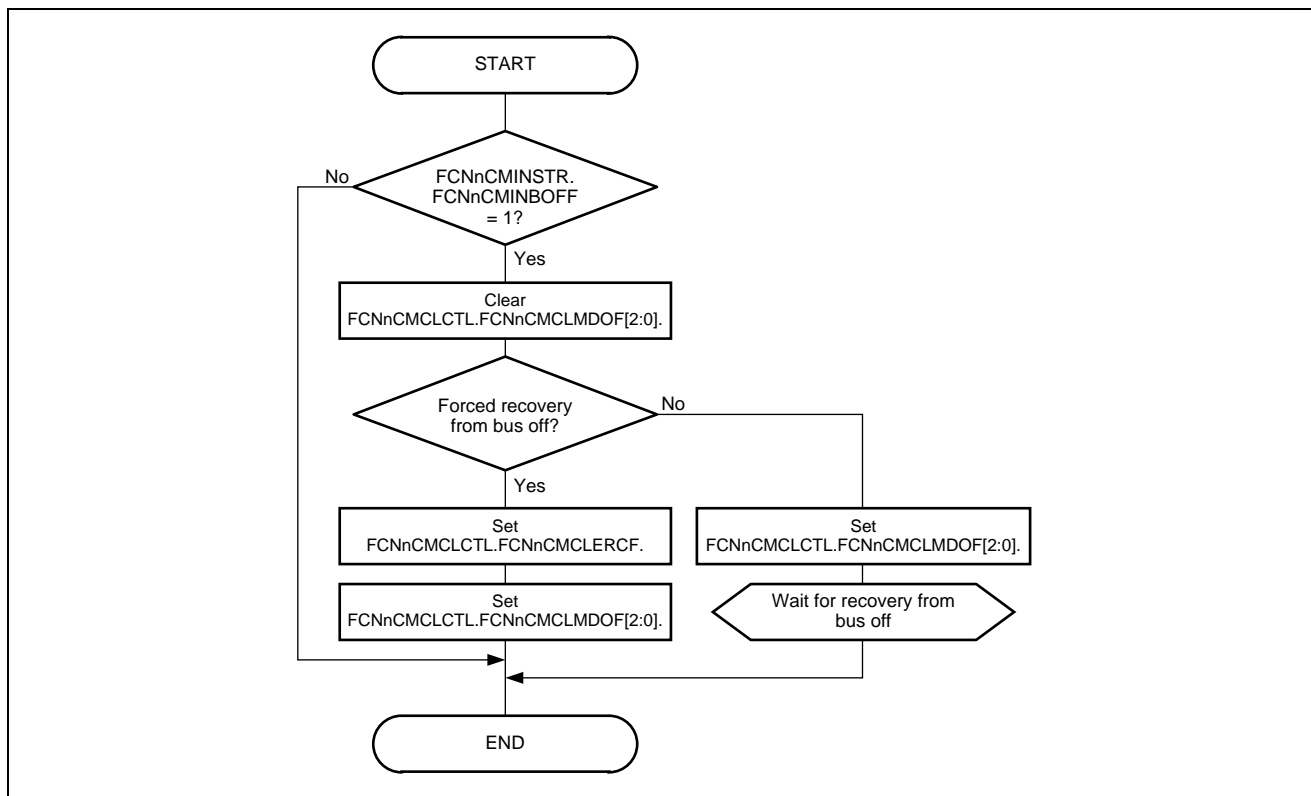 START
No
FCNnCMINSTR.
FCNnCMINBOFF
= 1?
Yes
Clear
FCNnCMCLCTL.FCNnCMCLMDOF[2:0].
Forced recovery
from bus off?
No
Yes
Set
FCNnCMCLCTL.FCNnCMCLERCF.
Set
FCNnCMCLCTL.FCNnCMCLMDOF[2:0].
Set
FCNnCMCLCTL.FCNnCMCLMDOF[2:0].
Wait for recovery from
bus off
END